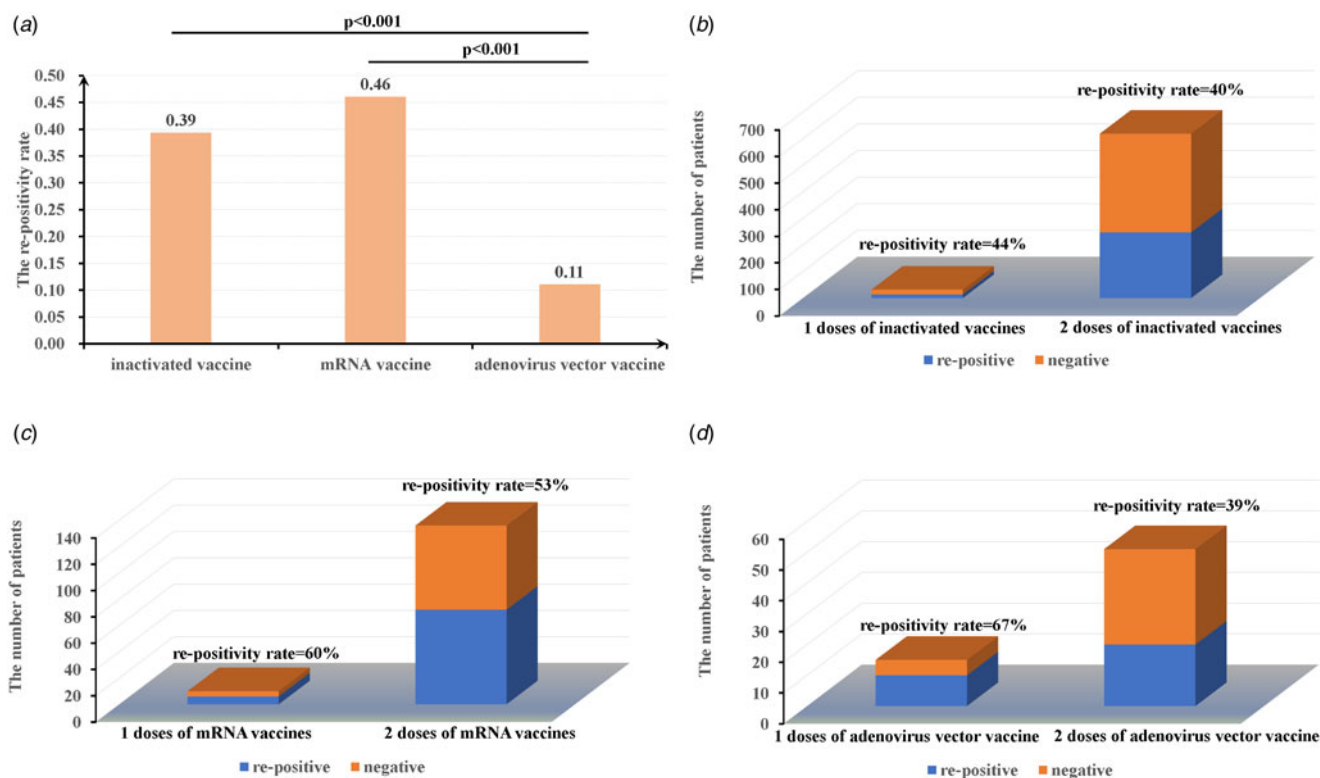 (a)
p<0.001
p<0.001
The re-positivity rate
0.50
0.45
0.40
0.35
0.30
0.25
0.20
0.15
0.10
0.05
0.00
0.39
0.46
0.11
inactivated vaccine
mRNA vaccine
adenovirus vector vaccine
(b)
The number of patients
700
600
500
400
300
200
100
0
re-positivity rate=40%
re-positivity rate=44%
1 doses of inactivated vaccines
2 doses of inactivated vaccines
re-positive
negative
(c)
The number of patients
140
120
100
80
60
40
20
0
re-positivity rate=53%
re-positivity rate=60%
1 doses of mRNA vaccines
2 doses of mRNA vaccines
re-positive
negative
(d)
The number of patients
60
50
40
30
20
10
0
re-positivity rate=39%
re-positivity rate=67%
1 doses of adenovirus vector vaccine
2 doses of adenovirus vector vaccine
re-positive
negative